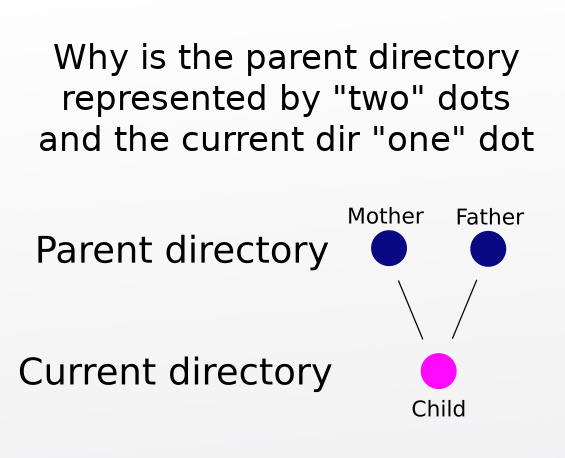 Why is the parent directory
represented by "two" dots
and the current dir "one" dot
Mother Father
Parent directory
Current directory
Child